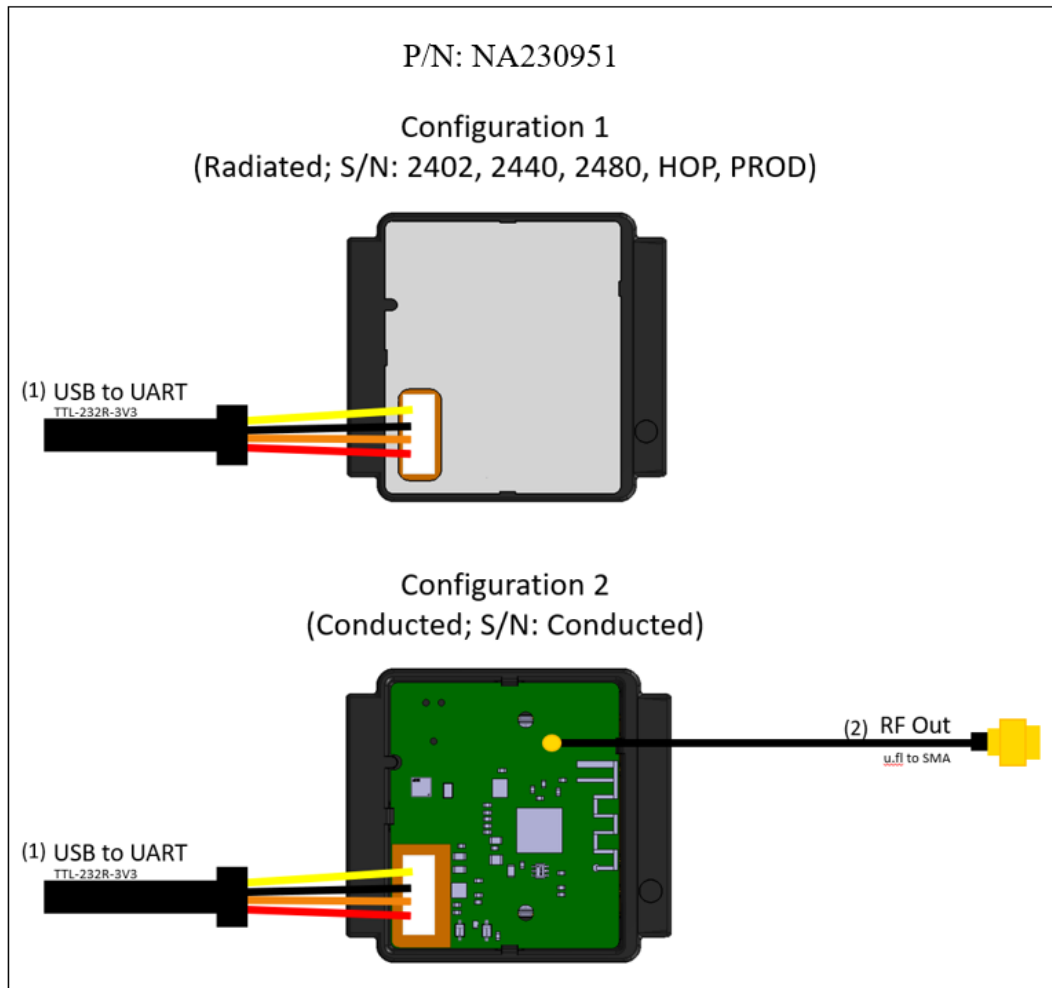 P/N: NA230951
Configuration 1
(Radiated; S/N: 2402, 2440, 2480, HOP, PROD)
(1) USB to UART
TTL-232R-3V3
Configuration 2
(Conducted; S/N: Conducted)
(2) RF Out
u.fl to SMA
(1) USB to UART
TTL-232R-3V3